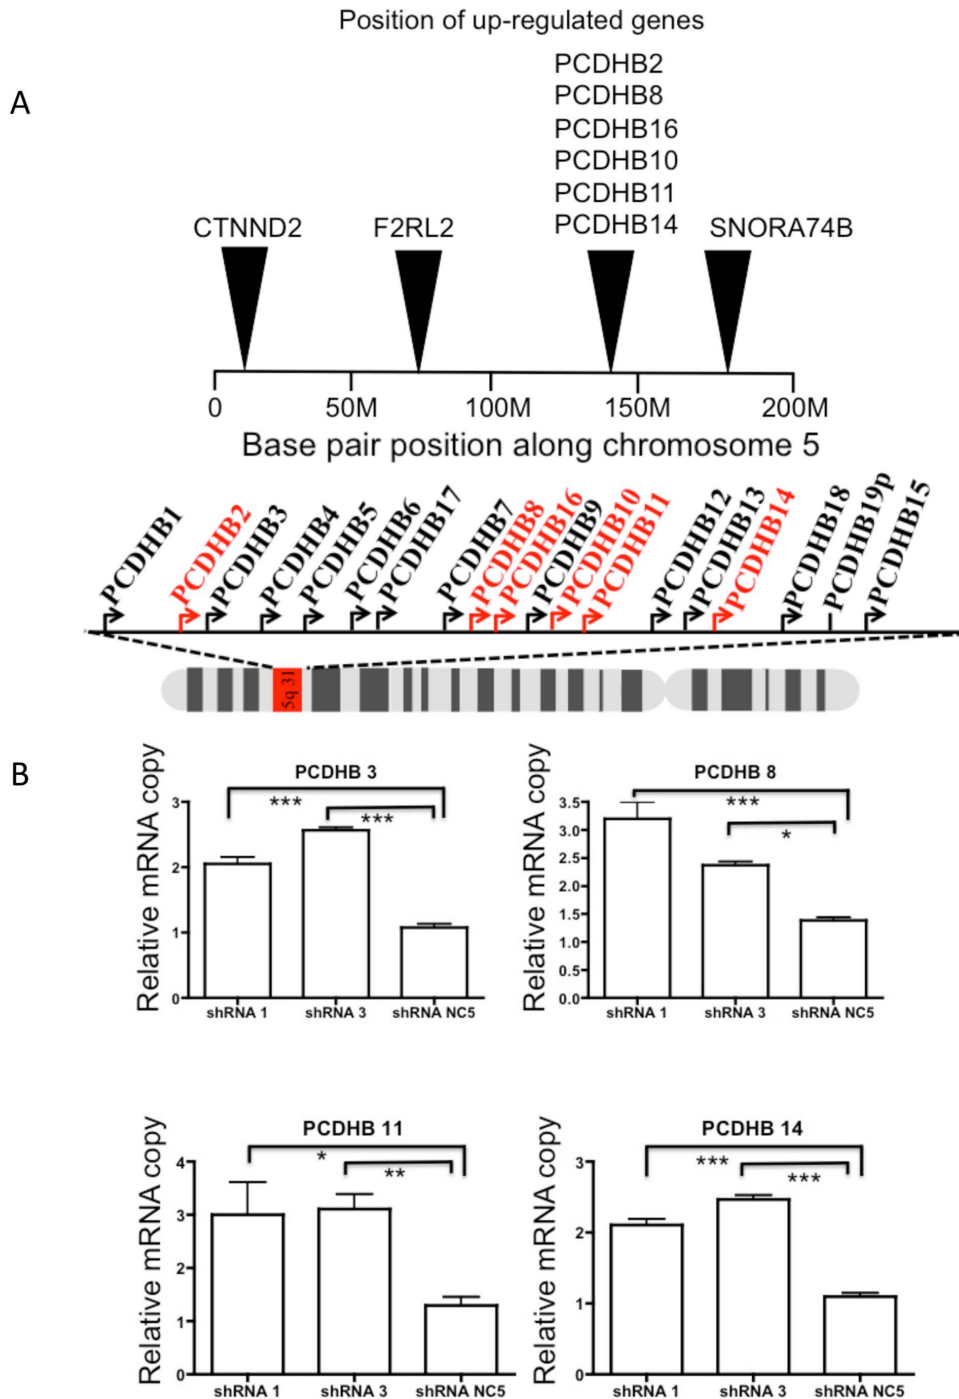 Position of up-regulated genes
A
PCDHB2
PCDHB8
PCDHB16
PCDHB10
PCDHB11
CTNND2 F2RL2 PCDHB14 SNORA74B
0 50M 100M 150M 200M
Base pair position along chromosome 5
PCDHB1 PCDHB2 PCDHB3 PCDHB4 PCDHB5 PCDHB6 PCDHB17 PCDHB7 PCDHB8 PCDHB16 PCDHB9 PCDHB10 PCDHB11 PCDHB12 PCDHB13 PCDHB14 PCDHB18 PCDHB19p PCDHB15
5q 31
B
PCDHB 3
Relative mRNA copy
3
2
1
0
*** ***
shRNA 1 shRNA 3 shRNA NC5
PCDHB 8
Relative mRNA copy
3.5
3.0
2.5
2.0
1.5
1.0
0.5
0.0
***
*
shRNA 1 shRNA 3 shRNA NC5
PCDHB 11
Relative mRNA copy
4
3
2
1
0
*
**
shRNA 1 shRNA 3 shRNA NC5
PCDHB 14
Relative mRNA copy
3
2
1
0
***
***
shRNA 1 shRNA 3 shRNA NC5